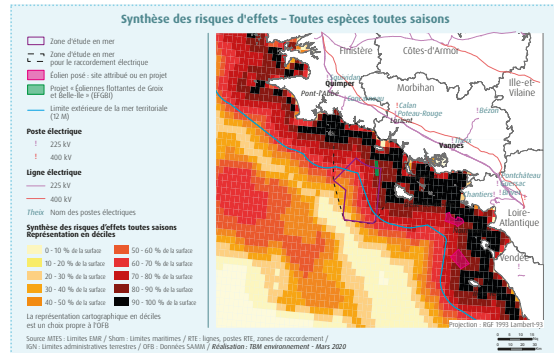 Synthèse des risques d'effets – Toutes espèces toutes saisons
Zone d'étude en mer
Zone d'étude en mer
pour le raccordement électrique
Éolien posé : site attribué ou en projet
Projet « Éoliennes flottantes de Groix
et Belle-Île » (EFGBI)
Limite extérieure de la mer territoriale
(12 M)
Poste électrique
225 kV
400 kV
Ligne électrique
225 kV
400 kV
Theix Nom des postes électriques
Synthèse des risques d'effets toutes saisons
Représentation en déciles
0 - 10 % de la surface
10 - 20 % de la surface
20 - 30 % de la surface
30 - 40 % de la surface
40 - 50 % de la surface
50 - 60 % de la surface
60 - 70 % de la surface
70 - 80 % de la surface
80 - 90 % de la surface
90 - 100 % de la surface
La représentation cartographique en déciles
est un choix propre à l'OFB
Finistère
Côtes-d'Armor
Ille-et-
Vilaine
Morbihan
Quimper
Pont-l'Abbé
Concarneau
Calan
Poteau-Rouge
Lorient
Bézon
Theix
Vannes
Pontchâteau
Chantiers
Loire-
Atlantique
Vendée
Projection : RGF 1993 Lambert-93
Source MTES : Limites EMR / Shom : Limites maritimes / RTE : lignes, postes RTE, zones de raccordement /
IGN : Limites administratives terrestres / OFB : Données SAMM / Réalisation : TBM environnement - Mars 2020